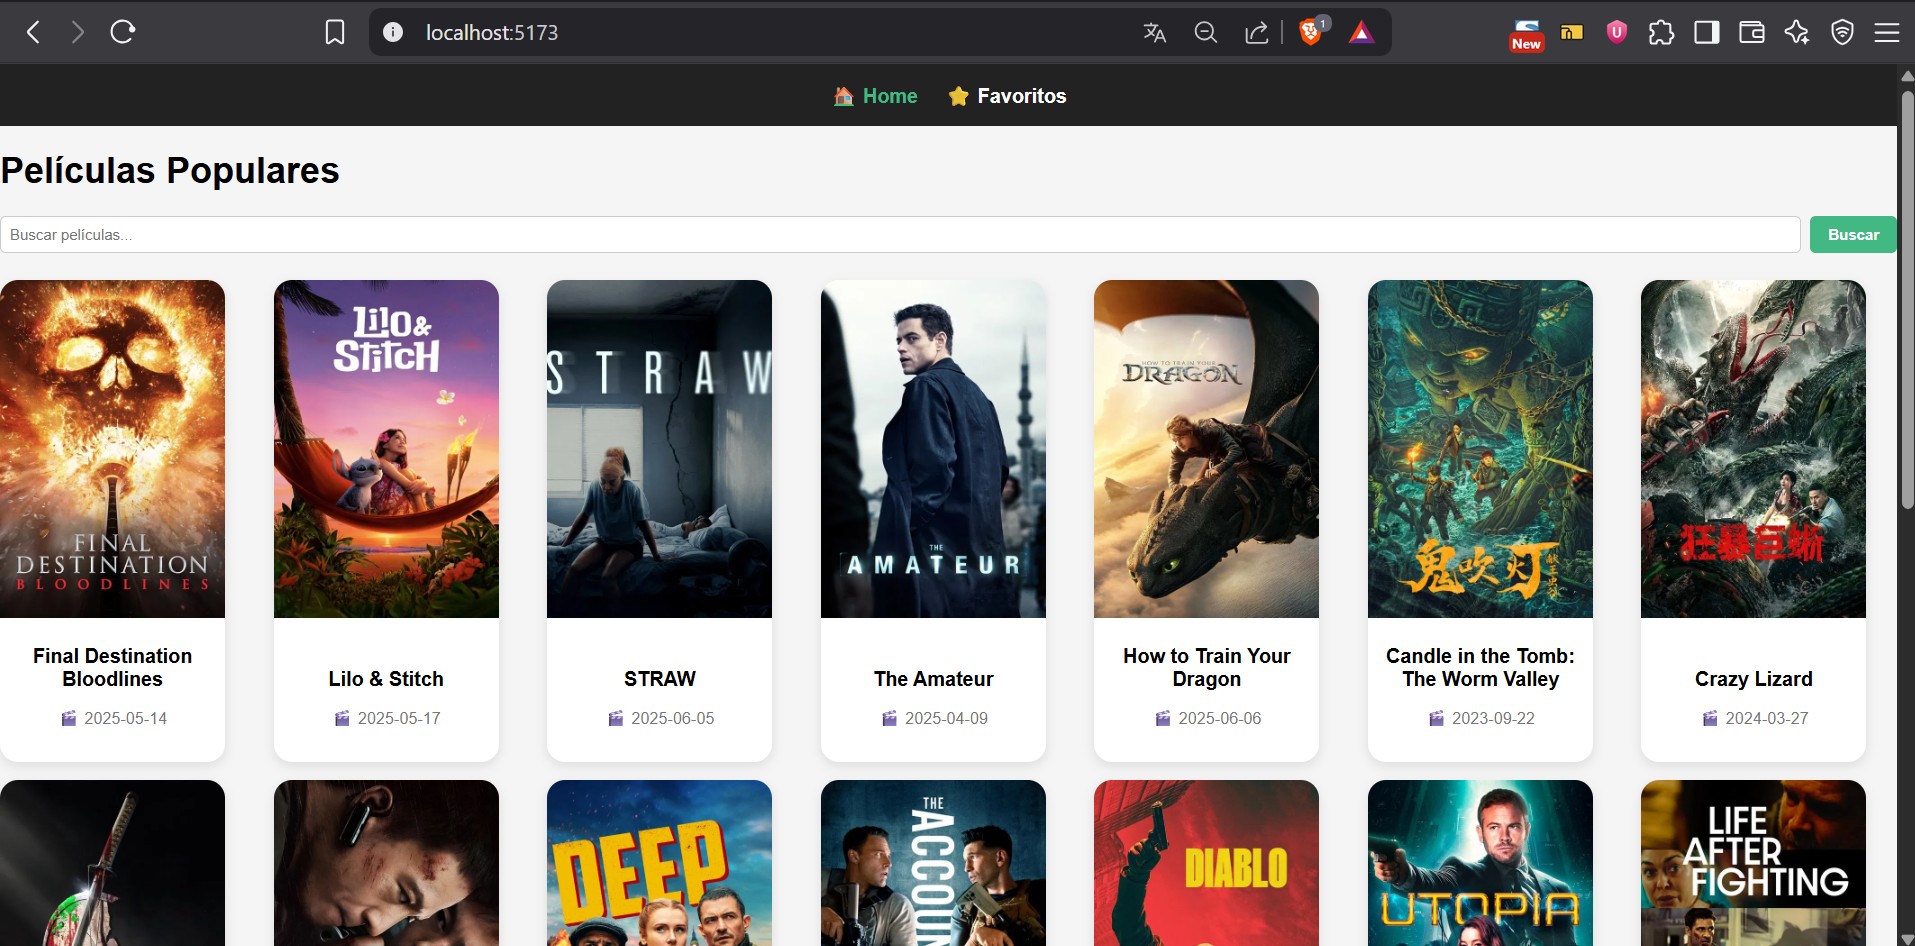 localhost:5173
1
New
Home
Favoritos
Películas Populares
Buscar películas...
Buscar
FINAL
DESTINATION
BLOODLINES
Lilo &
Stitch
STRAW
THE
AMATEUR
HOW TO TRAIN YOUR
DRAGON
鬼吹灯
狂暴巨蜥
Final Destination
Bloodlines
Lilo & Stitch
STRAW
The Amateur
How to Train Your
Dragon
Candle in the Tomb:
The Worm Valley
Crazy Lizard
2025-05-14
2025-05-17
2025-06-05
2025-04-09
2025-06-06
2023-09-22
2024-03-27
DEEP
THE
ACCOUN
DIABLO
UTOPIA
LIFE
AFTER
FIGHTING